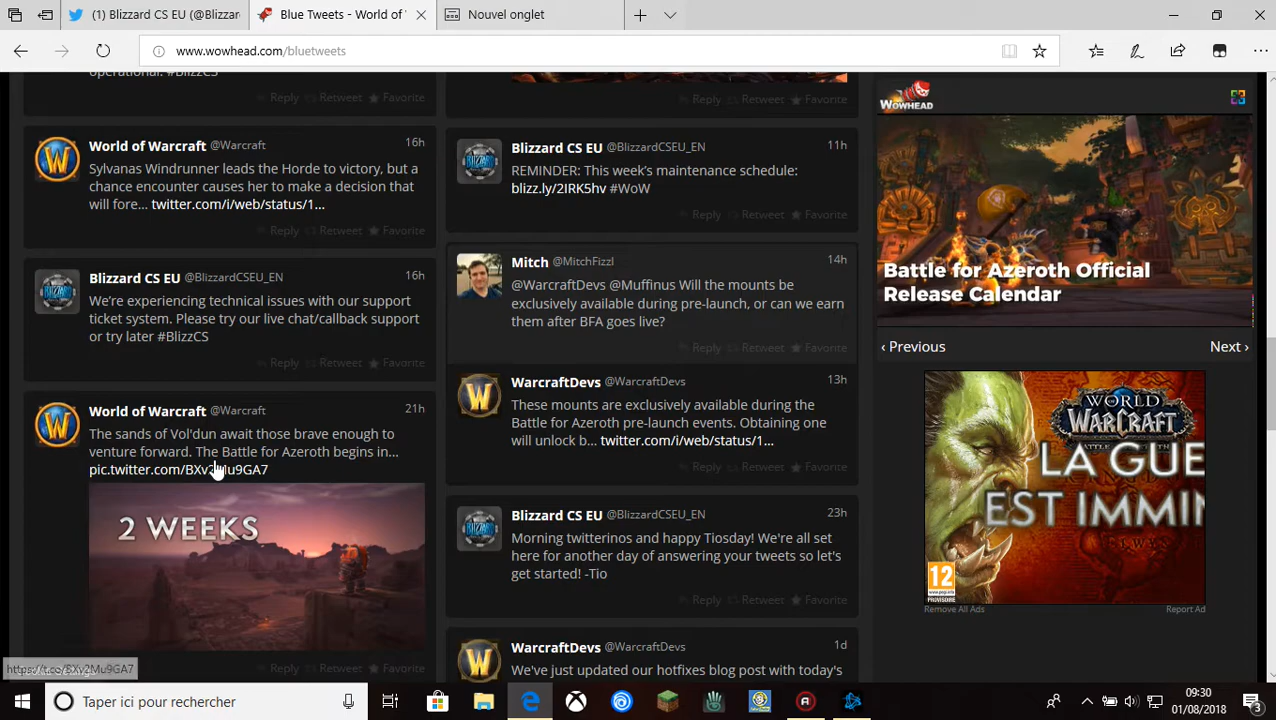 (1) Blizzard CS EU (@Blizzar
Blue Tweets - World of '
Nouvel onglet
www.wowhead.com/bluetweets
operational. #BlizzCS
Reply Retweet Favorite
World of Warcraft @Warcraft 16h
Sylvanas Windrunner leads the Horde to victory, but a
chance encounter causes her to make a decision that
will fore... twitter.com/i/web/status/1...
Reply Retweet Favorite
Blizzard CS EU @BlizzardCSEU_EN 16h
We're experiencing technical issues with our support
ticket system. Please try our live chat/callback support
or try later #BlizzCS
Reply Retweet Favorite
World of Warcraft @Warcraft 21h
The sands of Vol'dun await those brave enough to
venture forward. The Battle for Azeroth begins in...
pic.twitter.com/BXv2Mu9GA7
2 WEEKS
Reply Retweet Favorite
https://t.co/BXv2Mu9GA7
Reply Retweet Favorite
Blizzard CS EU @BlizzardCSEU_EN 11h
REMINDER: This week's maintenance schedule:
blizz.ly/2IRK5hv #WoW
Reply Retweet Favorite
Mitch @MitchFizzl 14h
@WarcraftDevs @Muffinus Will the mounts be
exclusively available during pre-launch, or can we earn
them after BFA goes live?
Reply Retweet Favorite
WarcraftDevs @WarcraftDevs 13h
These mounts are exclusively available during the
Battle for Azeroth pre-launch events. Obtaining one
will unlock b... twitter.com/i/web/status/1...
Reply Retweet Favorite
Blizzard CS EU @BlizzardCSEU_EN 23h
Morning twitterinos and happy Tiosday! We're all set
here for another day of answering your tweets so let's
get started! -Tio
Reply Retweet Favorite
WarcraftDevs @WarcraftDevs 1d
We've just updated our hotfixes blog post with today's
WOWHEAD
Battle for Azeroth Official
Release Calendar
‹ Previous Next ›
WORLD
OF
WARCRAFT
LA GUE
EST IMMIN
12
www.pegi.info
PROVISOIRE
Remove All Ads Report Ad
Taper ici pour rechercher
09:30
01/08/2018
3